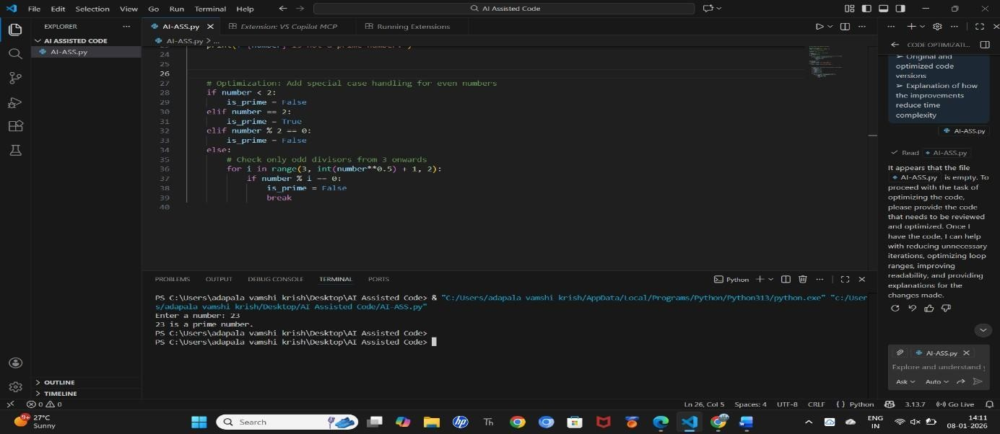 File Edit Selection View Go Run Terminal Help
AI Assisted Code
EXPLORER
AI ASSISTED CODE
AI-ASS.py
AI-ASS.py
Extension: VS Copilot MCP
Running Extensions
AI-ASS.py > ...
24
25
26
27 # Optimization: Add special case handling for even numbers
28 if number < 2:
29 is_prime = False
30 elif number == 2:
31 is_prime = True
32 elif number % 2 == 0:
33 is_prime = False
34 else:
35 # Check only odd divisors from 3 onwards
36 for i in range(3, int(number**0.5) + 1, 2):
37 if number % i == 0:
38 is_prime = False
39 break
40
PROBLEMS OUTPUT DEBUG CONSOLE TERMINAL PORTS
Python
PS C:\Users\adapala vamshi krish\Desktop\AI Assisted Code> & "C:/Users/adapala vamshi krish/AppData/Local/Programs/Python/Python313/python.exe" "c:/User
s/adapala vamshi krish/Desktop/AI Assisted Code/AI-ASS.py"
Enter a number: 23
23 is a prime number.
PS C:\Users\adapala vamshi krish\Desktop\AI Assisted Code>
PS C:\Users\adapala vamshi krish\Desktop\AI Assisted Code>
CODE OPTIMIZATI...
➢ Original and
optimized code
versions
➢ Explanation of how
the improvements
reduce time
complexity
AI-ASS.py
Read AI-ASS.py
It appears that the file
AI-ASS.py is empty. To
proceed with the task of
optimizing the code,
please provide the code
that needs to be reviewed
and optimized. Once I
have the code, I can help
with reducing unnecessary
iterations, optimizing loop
ranges, improving
readability, and providing
explanations for the
changes made.
AI-ASS.py
Explore and understand
Ask Auto
OUTLINE
TIMELINE
0 0
Ln 26, Col 5 Spaces: 4 UTF-8 CRLF { } Python 3.13.7 Go Live
9+
27°C
Sunny
Search
Th
ENG
IN
14:11
08-01-2026